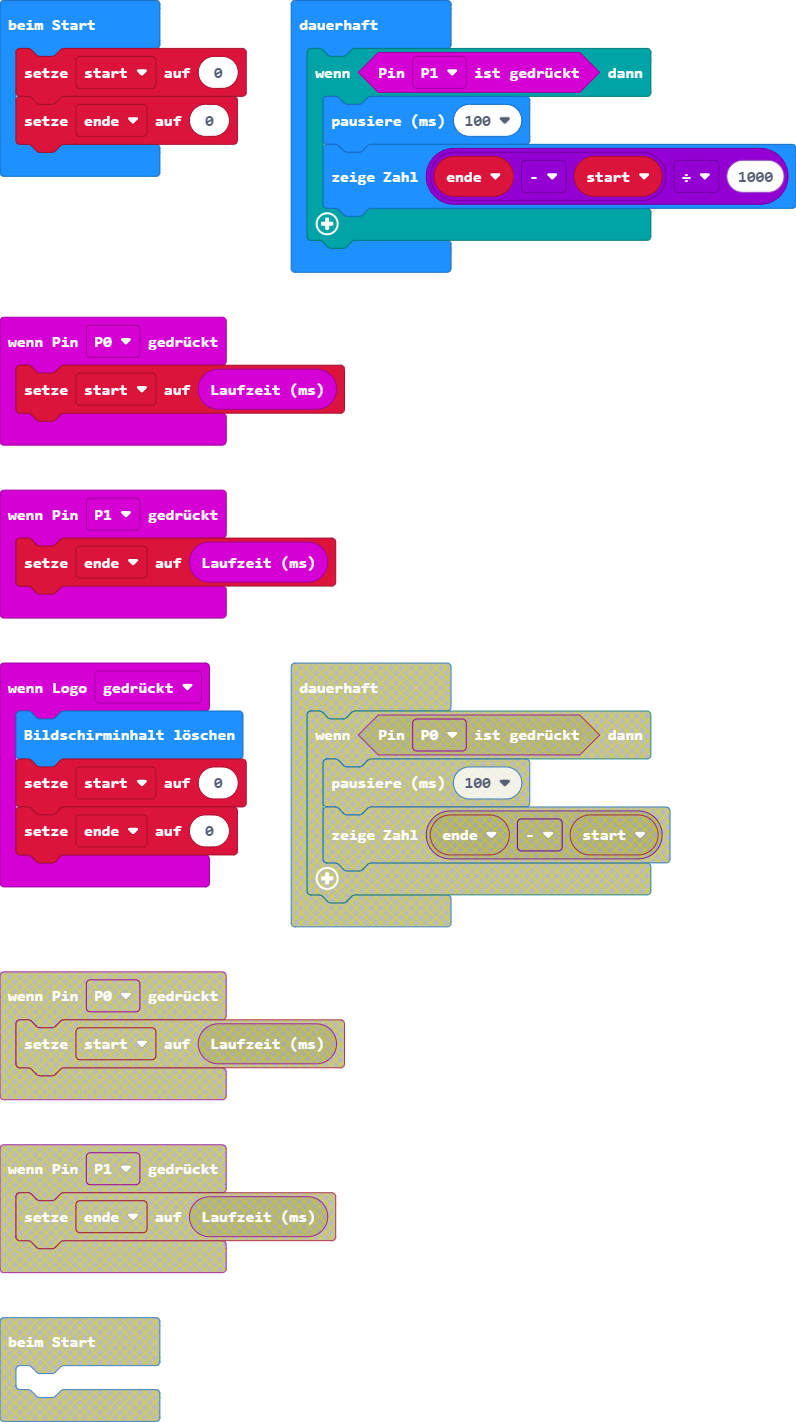 beim Start
setze start auf 0
setze ende auf 0
dauerhaft
wenn Pin P1 ist gedrückt dann
pausiere (ms) 100
zeige Zahl ende - start ÷ 1000
wenn Pin P0 gedrückt
setze start auf Laufzeit (ms)
wenn Pin P1 gedrückt
setze ende auf Laufzeit (ms)
wenn Logo gedrückt
Bildschirminhalt löschen
setze start auf 0
setze ende auf 0
dauerhaft
wenn Pin P0 ist gedrückt dann
pausiere (ms) 100
zeige Zahl ende - start
wenn Pin P0 gedrückt
setze start auf Laufzeit (ms)
wenn Pin P1 gedrückt
setze ende auf Laufzeit (ms)
beim Start